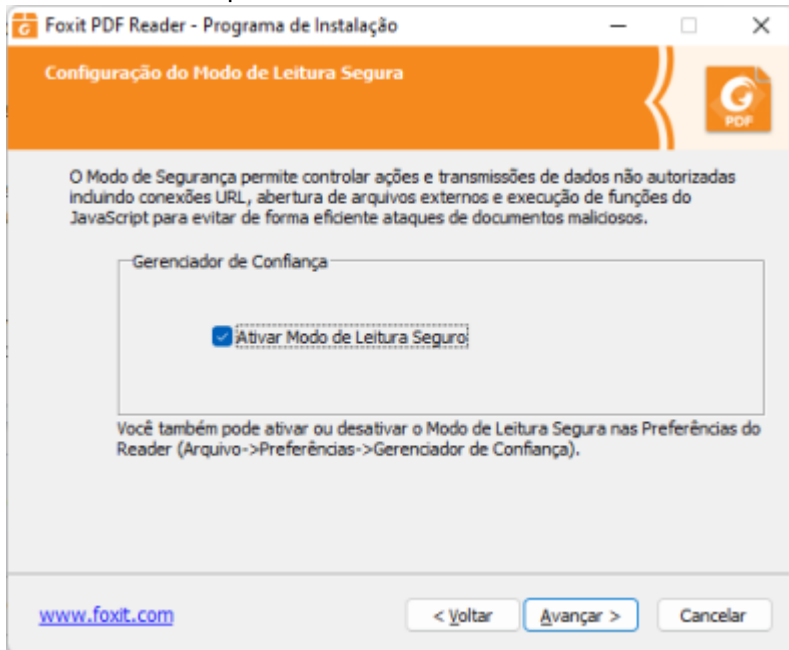 Foxit PDF Reader - Programa de Instalação
Configuração do Modo de Leitura Segura
PDF
O Modo de Segurança permite controlar ações e transmissões de dados não autorizadas
incluindo conexões URL, abertura de arquivos externos e execução de funções do
JavaScript para evitar de forma eficiente ataques de documentos maliciosos.
Gerenciador de Confiança
Ativar Modo de Leitura Seguro
Você também pode ativar ou desativar o Modo de Leitura Segura nas Preferências do
Reader (Arquivo->Preferências->Gerenciador de Confiança).
www.foxit.com
< Voltar
Avançar >
Cancelar